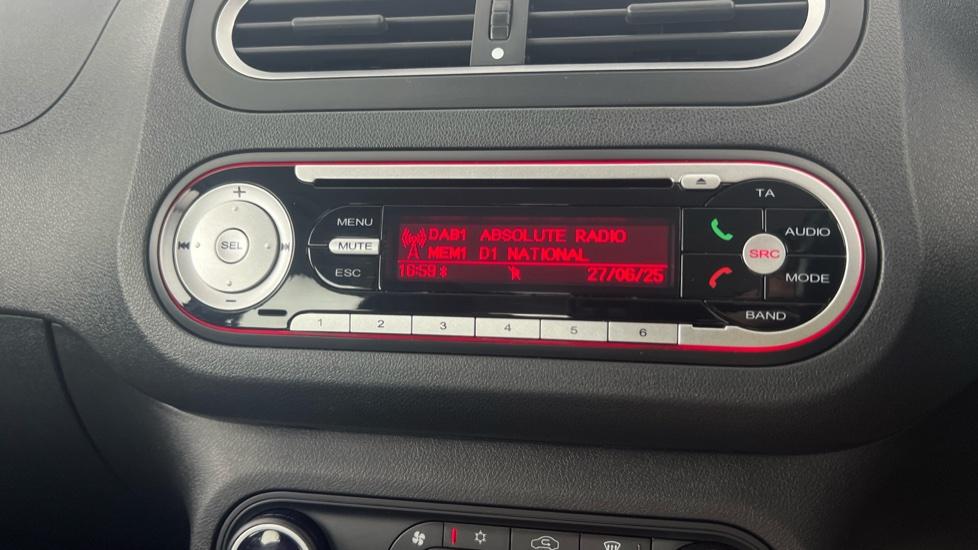 TA
MENU
DAB1 ABSOLUTE RADIO
AUDIO
SEL
MUTE
MEM1 D1 NATIONAL
SRC
ESC
16:59
27/06/25
MODE
BAND
1 2 3 4 5 6